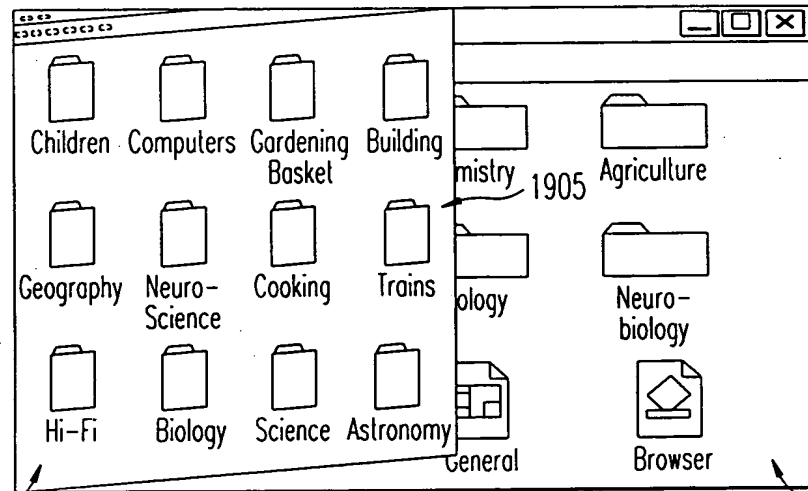 Children Computers Gardening Basket Building
mistry Agriculture
1905
Geography Neuro-Science Cooking Trains
ology Neuro-biology
Hi-Fi Biology Science Astronomy
General Browser